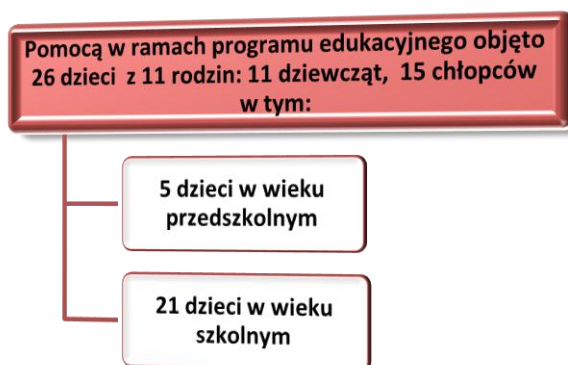 Pomocą w ramach programu edukacyjnego objęto
26 dzieci z 11 rodzin: 11 dziewcząt, 15 chłopców
w tym:
5 dzieci w wieku
przedszkolnym
21 dzieci w wieku
szkolnym